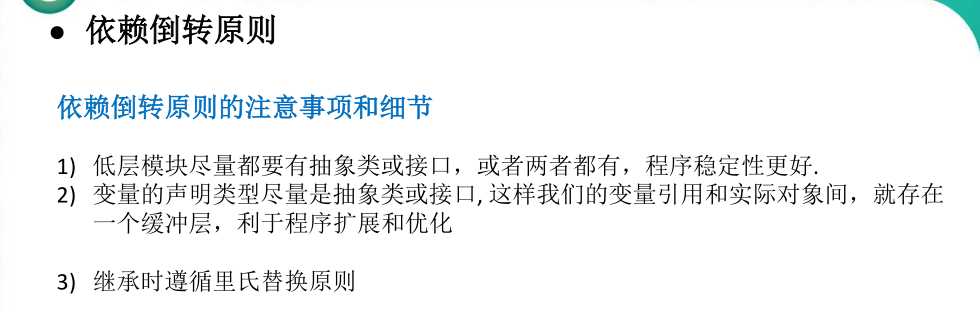 ● 依赖倒转原则
依赖倒转原则的注意事项和细节
1) 低层模块尽量都要有抽象类或接口，或者两者都有，程序稳定性更好.
2) 变量的声明类型尽量是抽象类或接口, 这样我们的变量引用和实际对象间，就存在
一个缓冲层，利于程序扩展和优化
3) 继承时遵循里氏替换原则